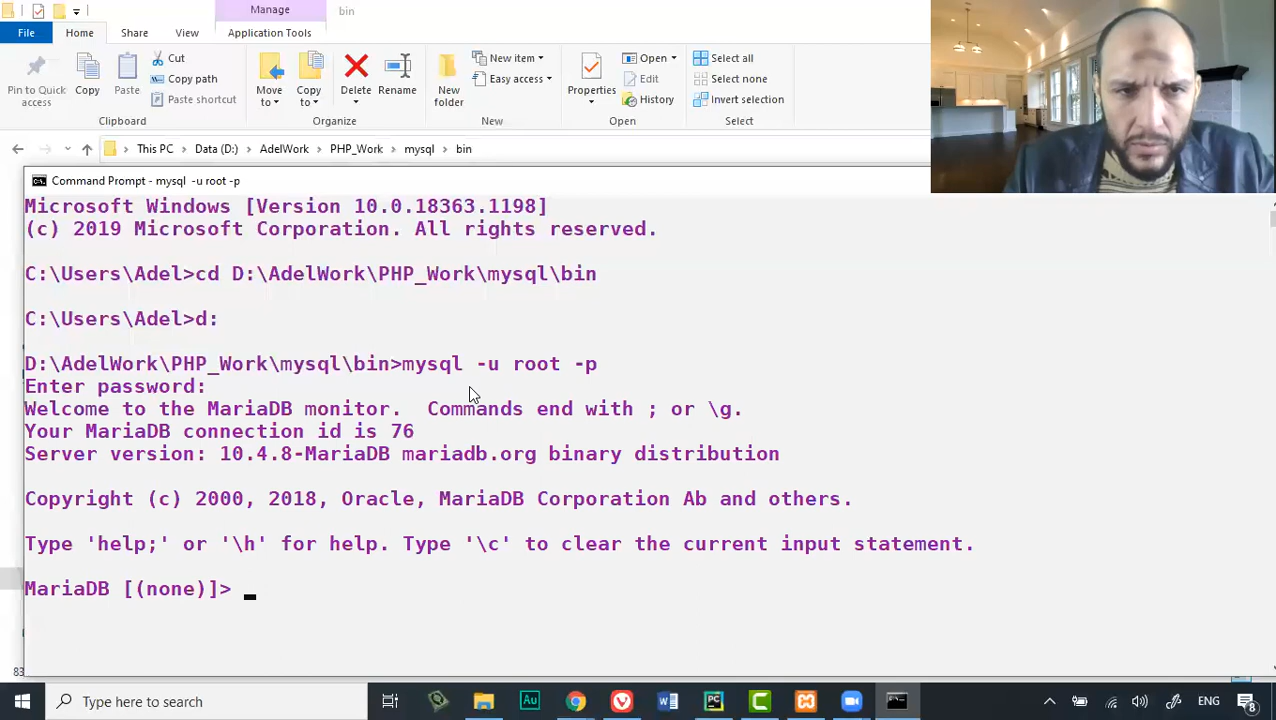 Manage
bin
File
Home
Share
View
Application Tools
Pin to Quick access
Copy
Paste
Cut
Copy path
Paste shortcut
Clipboard
Move to
Copy to
Delete
Rename
Organize
New folder
New item
Easy access
New
Properties
Open
Edit
History
Open
Select all
Select none
Invert selection
Select
This PC > Data (D:) > AdelWork > PHP_Work > mysql > bin
Command Prompt - mysql -u root -p
Microsoft Windows [Version 10.0.18363.1198]
(c) 2019 Microsoft Corporation. All rights reserved.
C:\Users\Adel>cd D:\AdelWork\PHP_Work\mysql\bin
C:\Users\Adel>d:
D:\AdelWork\PHP_Work\mysql\bin>mysql -u root -p
Enter password:
Welcome to the MariaDB monitor.  Commands end with ; or \g.
Your MariaDB connection id is 76
Server version: 10.4.8-MariaDB mariadb.org binary distribution
Copyright (c) 2000, 2018, Oracle, MariaDB Corporation Ab and others.
Type 'help;' or '\h' for help. Type '\c' to clear the current input statement.
MariaDB [(none)]> _
83
Type here to search
Au
W
PC
ENG
8